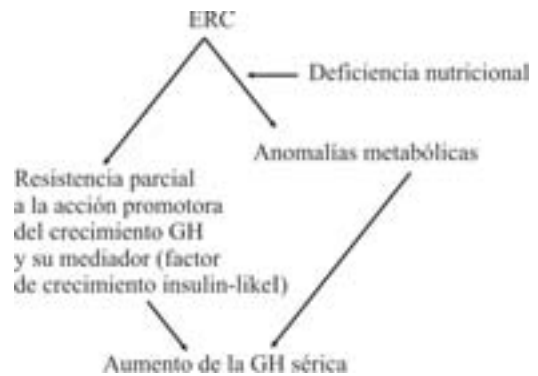 ERC
Deficiencia nutricional
Anomalías metabólicas
Resistencia parcial
a la acción promotora
del crecimiento GH
y su mediador (factor
de crecimiento insulin-likeI)
Aumento de la GH sérica